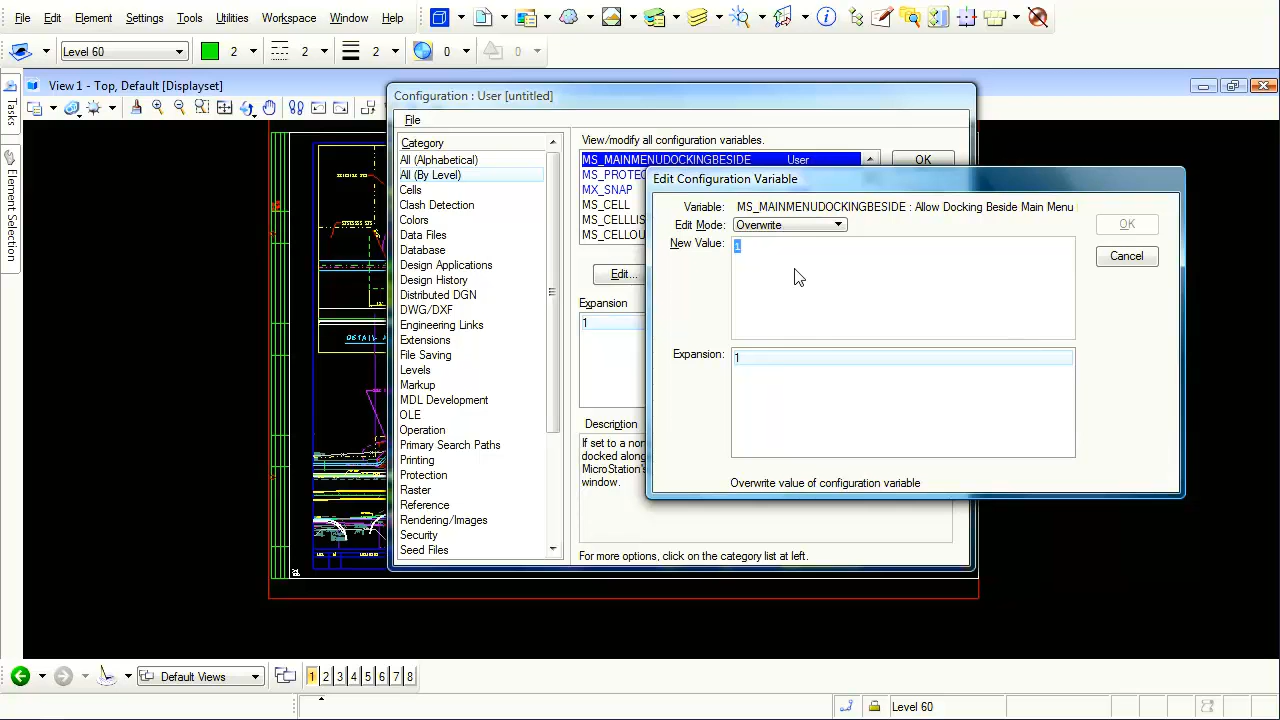 File Edit Element Settings Tools Utilities Workspace Window Help
Level 60 2 2 2 0 0
View 1 - Top, Default [Displayset]
Tasks
Element Selection
Configuration : User [untitled]
File
Category
All (Alphabetical)
All (By Level)
Cells
Clash Detection
Colors
Data Files
Database
Design Applications
Design History
Distributed DGN
DWG/DXF
Engineering Links
Extensions
File Saving
Levels
Markup
MDL Development
OLE
Operation
Primary Search Paths
Printing
Protection
Raster
Reference
Rendering/Images
Security
Seed Files
View/modify all configuration variables.
MS_MAINMENUDOCKINGBESIDE User
MS_PROTEC
MX_SNAP
MS_CELL
MS_CELLLIS
MS_CELLOU
OK
Edit...
Expansion
1
Description
If set to a non
docked along
MicroStation's
window.
For more options, click on the category list at left.
Edit Configuration Variable
Variable: MS_MAINMENUDOCKINGBESIDE : Allow Docking Beside Main Menu
Edit Mode: Overwrite
New Value: 1
OK
Cancel
Expansion: 1
Overwrite value of configuration variable
Default Views 1 2 3 4 5 6 7 8
Level 60